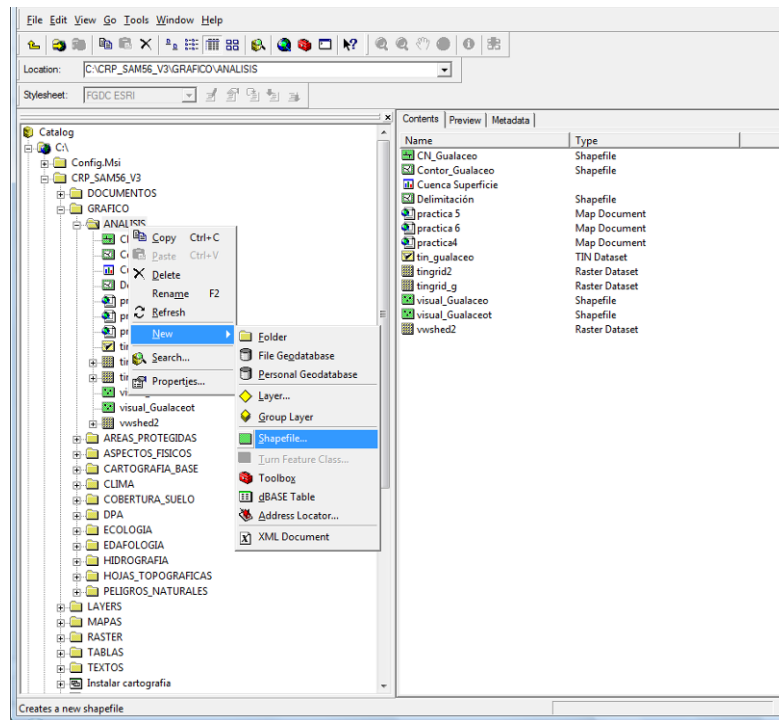 File Edit View Go Tools Window Help
Location: C:\CRP_SAM56_V3\GRAFICO\ANALISIS
Stylesheet: FGDC ESRI
Catalog
C:\
Config.Msi
CRP_SAM56_V3
DOCUMENTOS
GRAFICO
ANALISIS
visual_Gualaceot
vwshed2
AREAS_PROTEGIDAS
ASPECTOS_FISICOS
CARTOGRAFIA_BASE
CLIMA
COBERTURA_SUELO
DPA
ECOLOGIA
EDAFOLOGIA
HIDROGRAFIA
HOJAS_TOPOGRAFICAS
PELIGROS_NATURALES
LAYERS
MAPAS
RASTER
TABLAS
TEXTOS
Instalar cartografia
Copy Ctrl+C
Paste Ctrl+V
Delete
Rename F2
Refresh
New
Search...
Properties...
Folder
File Geodatabase
Personal Geodatabase
Layer...
Group Layer
Shapefile...
Turn Feature Class...
Toolbox
dBASE Table
Address Locator...
XML Document
Contents Preview Metadata
Name Type
CN_Gualaceo Shapefile
Contor_Gualaceo Shapefile
Cuenca Superficie
Delimitación Shapefile
practica 5 Map Document
practica 6 Map Document
practica4 Map Document
tin_gualaceo TIN Dataset
tingrid2 Raster Dataset
tingrid_g Raster Dataset
visual_Gualaceo Shapefile
visual_Gualaceot Shapefile
vwshed2 Raster Dataset
Creates a new shapefile